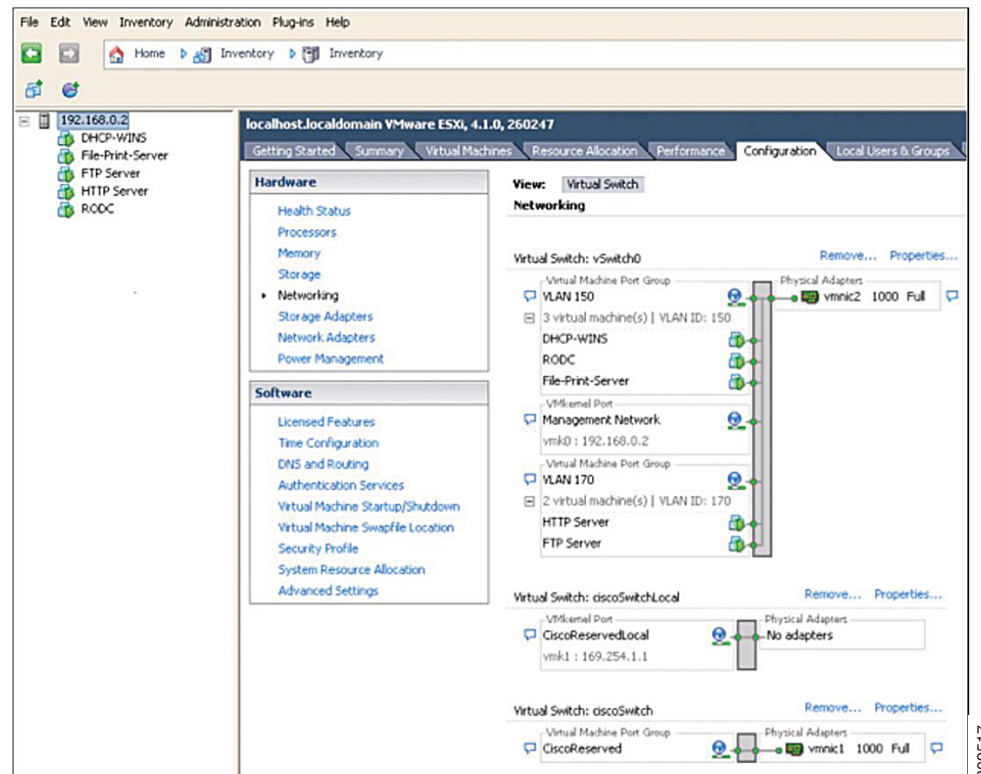 File Edit View Inventory Administration Plug-ins Help
Home Inventory Inventory
192.168.0.2
DHCP-WINS
File-Print-Server
FTP Server
HTTP Server
RODC
localhost.localdomain VMware ESXi, 4.1.0, 260247
Getting Started Summary Virtual Machines Resource Allocation Performance Configuration Local Users & Groups
Hardware
Health Status
Processors
Memory
Storage
Networking
Storage Adapters
Network Adapters
Power Management
Software
Licensed Features
Time Configuration
DNS and Routing
Authentication Services
Virtual Machine Startup/Shutdown
Virtual Machine Swapfile Location
Security Profile
System Resource Allocation
Advanced Settings
View: Virtual Switch
Networking
Virtual Switch: vSwitch0 Remove... Properties...
Virtual Machine Port Group Physical Adapters
VLAN 150 vmnic2 1000 Full
3 virtual machine(s) | VLAN ID: 150
DHCP-WINS
RODC
File-Print-Server
VMkernel Port
Management Network
vmk0 : 192.168.0.2
Virtual Machine Port Group
VLAN 170
2 virtual machine(s) | VLAN ID: 170
HTTP Server
FTP Server
Virtual Switch: ciscoSwitchLocal Remove... Properties...
VMkernel Port Physical Adapters
CiscoReservedLocal No adapters
vmk1 : 169.254.1.1
Virtual Switch: ciscoSwitch Remove... Properties...
Virtual Machine Port Group Physical Adapters
CiscoReserved vmnic1 1000 Full